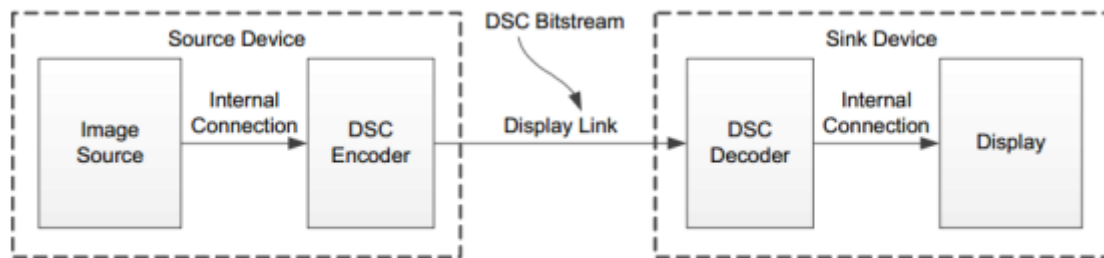 Source Device
DSC Bitstream
Sink Device
Image
Source
Internal
Connection
DSC
Encoder
Display Link
DSC
Decoder
Internal
Connection
Display